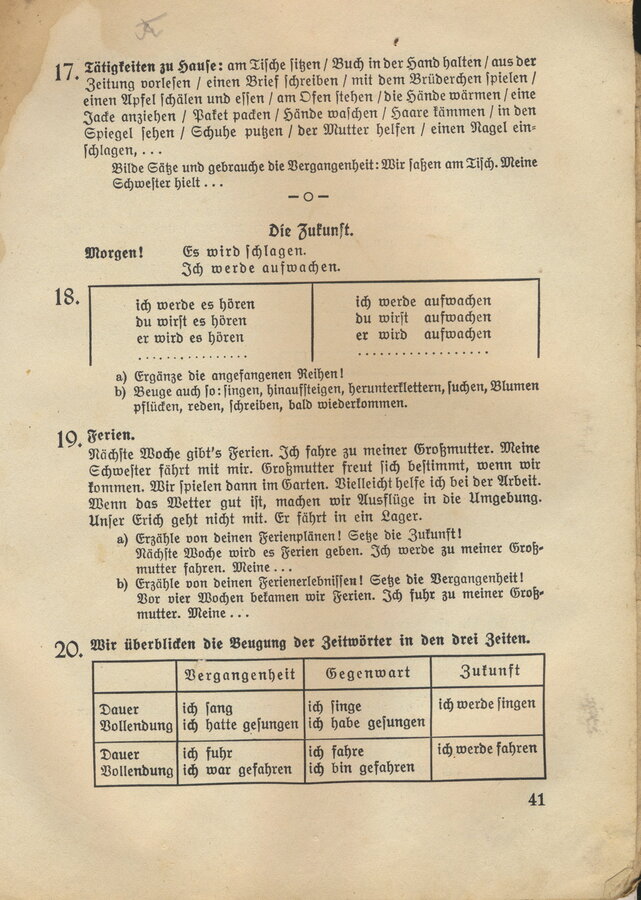 17. Tätigkeiten zu Hause: am Tische sitzen / Buch in der Hand halten / aus der
Zeitung vorlesen / einen Brief schreiben / mit dem Brüderchen spielen /
einen Apfel schälen und essen / am Ofen stehen / die Hände wärmen / eine
Jacke anziehen / Paket packen / Hände waschen / Haare kämmen / in den
Spiegel sehen / Schuhe putzen / der Mutter helfen / einen Nagel ein-
schlagen, ...
Bilde Sätze und gebrauche die Vergangenheit: Wir saßen am Tisch. Meine
Schwester hielt ...
—o—
Die Zukunft.
Morgen! Es wird schlagen.
Ich werde aufwachen.
18.
ich werde es hören ich werde aufwachen
du wirst es hören du wirst aufwachen
er wird es hören er wird aufwachen
................ ...................
a) Ergänze die angefangenen Reihen!
b) Beuge auch so: singen, hinaufsteigen, herunterklettern, suchen, Blumen
pflücken, reden, schreiben, bald wiederkommen.
19. Ferien.
Nächste Woche gibt's Ferien. Ich fahre zu meiner Großmutter. Meine
Schwester fährt mit mir. Großmutter freut sich bestimmt, wenn wir
kommen. Wir spielen dann im Garten. Vielleicht helfe ich bei der Arbeit.
Wenn das Wetter gut ist, machen wir Ausflüge in die Umgebung.
Unser Erich geht nicht mit. Er fährt in ein Lager.
a) Erzähle von deinen Ferienplänen! Setze die Zukunft!
Nächste Woche wird es Ferien geben. Ich werde zu meiner Groß-
mutter fahren. Meine ...
b) Erzähle von deinen Ferienerlebnissen! Setze die Vergangenheit!
Vor vier Wochen bekamen wir Ferien. Ich fuhr zu meiner Groß-
mutter. Meine ...
20. Wir überblicken die Beugung der Zeitwörter in den drei Zeiten.
Vergangenheit Gegenwart Zukunft
Dauer ich sang ich singe ich werde singen
Vollendung ich hatte gesungen ich habe gesungen
Dauer ich fuhr ich fahre ich werde fahren
Vollendung ich war gefahren ich bin gefahren
41